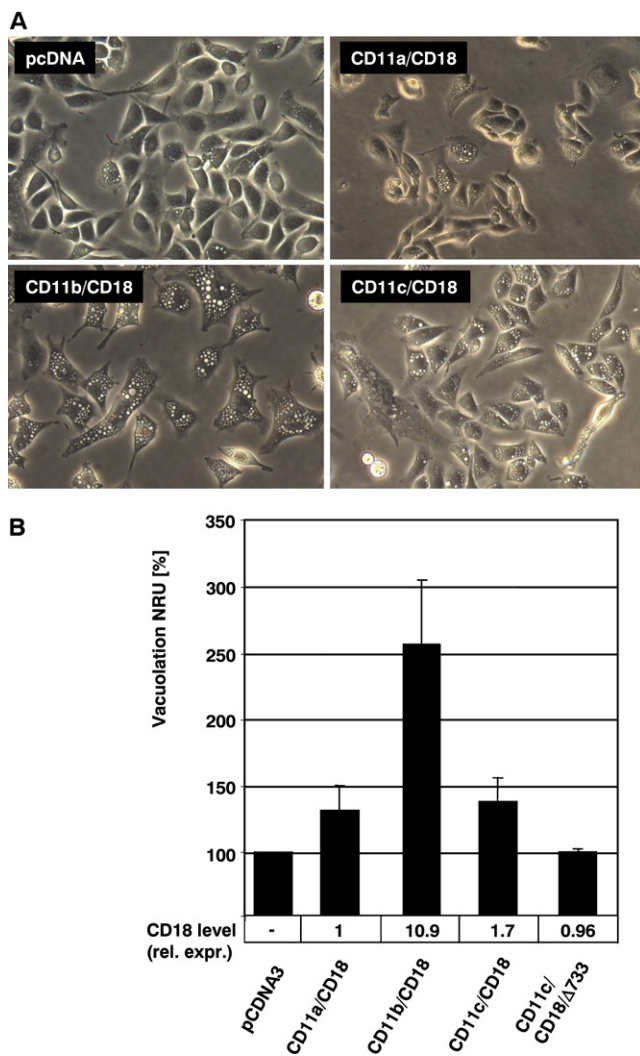 A
pcDNA
CD11a/CD18
CD11b/CD18
CD11c/CD18
B
Vacuolation NRU [%]
350
300
250
200
150
100
CD18 level
(rel. expr.)
- 1 10.9 1.7 0.96
pCDNA3
CD11a/CD18
CD11b/CD18
CD11c/CD18
CD11c/
CD18/Δ733